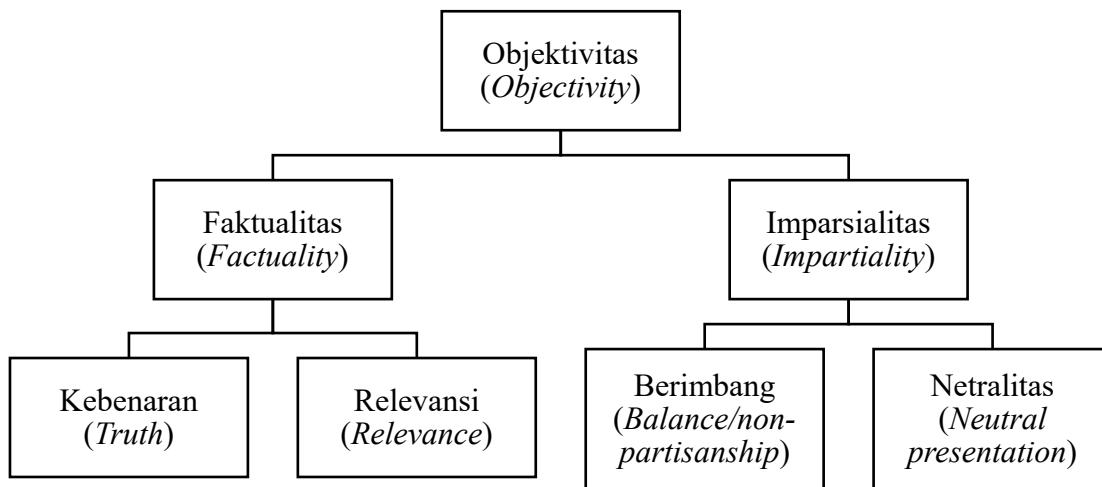 Objektivitas
(Objectivity)
Faktualitas
(Factuality)
Imparsialitas
(Impartiality)
Kebenaran
(Truth)
Relevansi
(Relevance)
Berimbang
(Balance/non-
partisanship)
Netralitas
(Neutral
presentation)